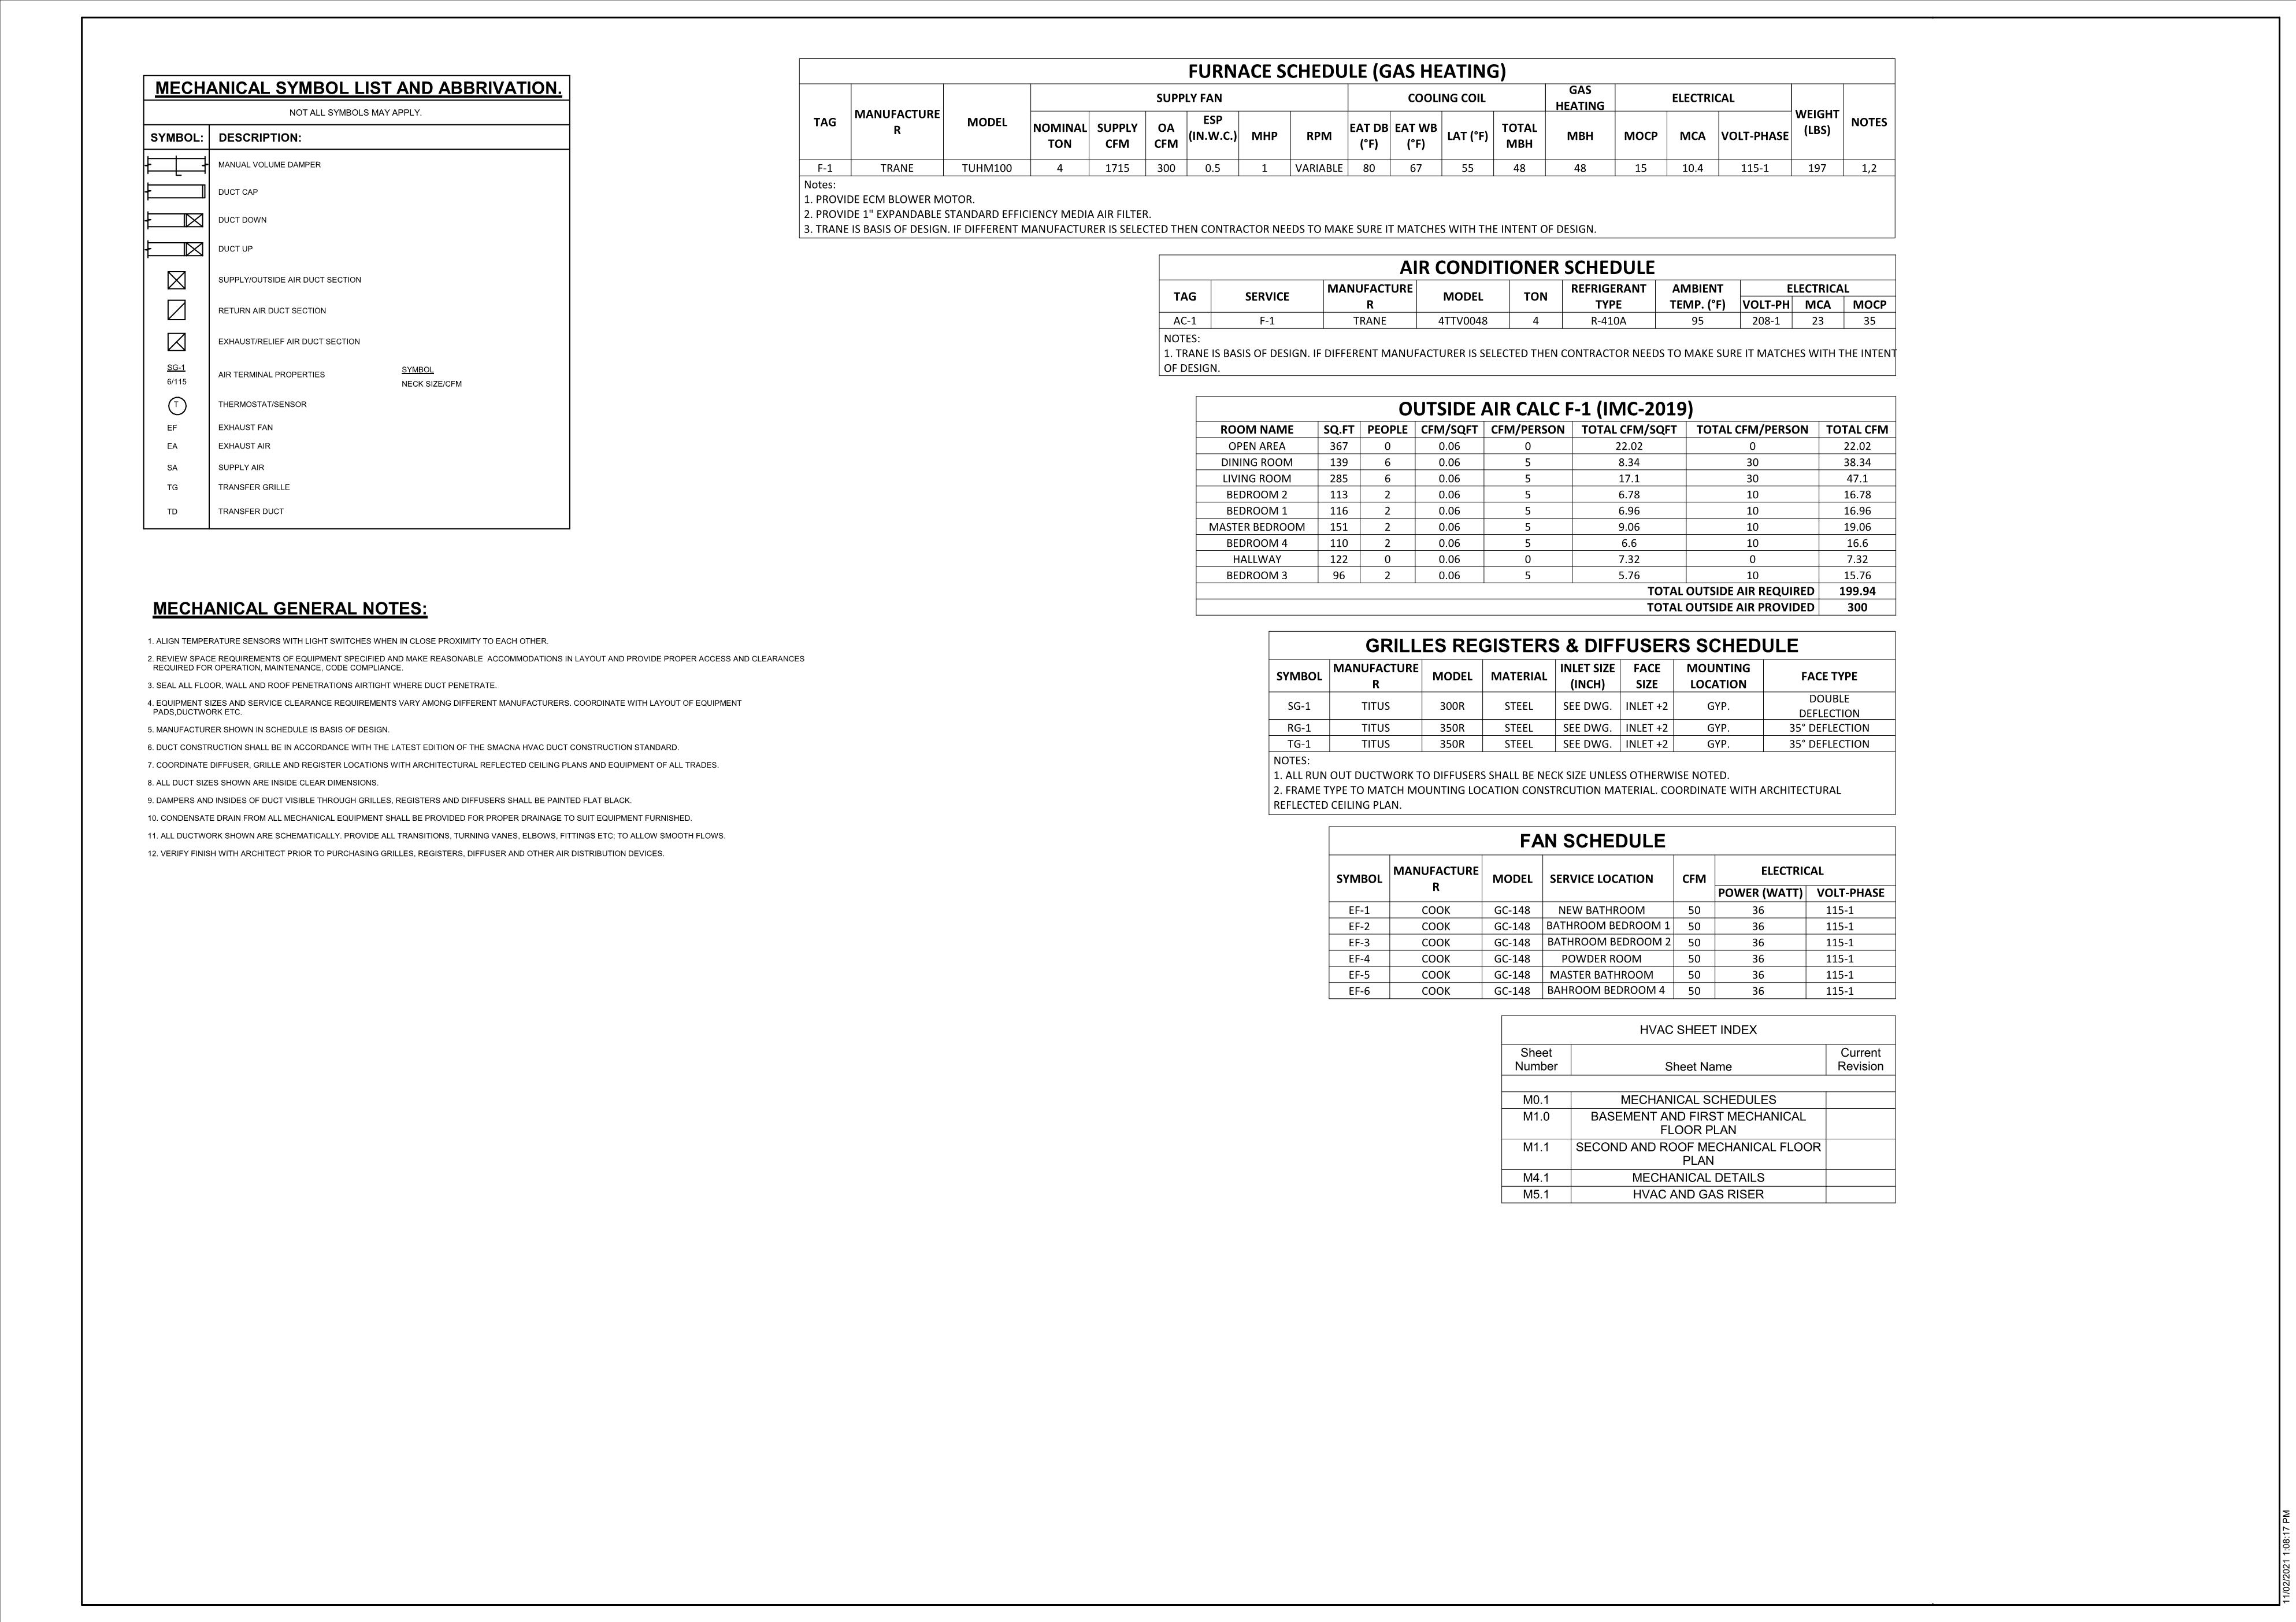 MECHANICAL SYMBOL LIST AND ABBRIVATION.
NOT ALL SYMBOLS MAY APPLY.
SYMBOL: DESCRIPTION:
MANUAL VOLUME DAMPER
DUCT CAP
DUCT DOWN
DUCT UP
SUPPLY/OUTSIDE AIR DUCT SECTION
RETURN AIR DUCT SECTION
EXHAUST/RELIEF AIR DUCT SECTION
SG-1
6/115
AIR TERMINAL PROPERTIES
SYMBOL
NECK SIZE/CFM
T THERMOSTAT/SENSOR
EF EXHAUST FAN
EA EXHAUST AIR
SA SUPPLY AIR
TG TRANSFER GRILLE
TD TRANSFER DUCT
MECHANICAL GENERAL NOTES:
1. ALIGN TEMPERATURE SENSORS WITH LIGHT SWITCHES WHEN IN CLOSE PROXIMITY TO EACH OTHER.
2. REVIEW SPACE REQUIREMENTS OF EQUIPMENT SPECIFIED AND MAKE REASONABLE ACCOMMODATIONS IN LAYOUT AND PROVIDE PROPER ACCESS AND CLEARANCES
REQUIRED FOR OPERATION, MAINTENANCE, CODE COMPLIANCE.
3. SEAL ALL FLOOR, WALL AND ROOF PENETRATIONS AIRTIGHT WHERE DUCT PENETRATE.
4. EQUIPMENT SIZES AND SERVICE CLEARANCE REQUIREMENTS VARY AMONG DIFFERENT MANUFACTURERS. COORDINATE WITH LAYOUT OF EQUIPMENT
PADS,DUCTWORK ETC.
5. MANUFACTURER SHOWN IN SCHEDULE IS BASIS OF DESIGN.
6. DUCT CONSTRUCTION SHALL BE IN ACCORDANCE WITH THE LATEST EDITION OF THE SMACNA HVAC DUCT CONSTRUCTION STANDARD.
7. COORDINATE DIFFUSER, GRILLE AND REGISTER LOCATIONS WITH ARCHITECTURAL REFLECTED CEILING PLANS AND EQUIPMENT OF ALL TRADES.
8. ALL DUCT SIZES SHOWN ARE INSIDE CLEAR DIMENSIONS.
9. DAMPERS AND INSIDES OF DUCT VISIBLE THROUGH GRILLES, REGISTERS AND DIFFUSERS SHALL BE PAINTED FLAT BLACK.
10. CONDENSATE DRAIN FROM ALL MECHANICAL EQUIPMENT SHALL BE PROVIDED FOR PROPER DRAINAGE TO SUIT EQUIPMENT FURNISHED.
11. ALL DUCTWORK SHOWN ARE SCHEMATICALLY. PROVIDE ALL TRANSITIONS, TURNING VANES, ELBOWS, FITTINGS ETC; TO ALLOW SMOOTH FLOWS.
12. VERIFY FINISH WITH ARCHITECT PRIOR TO PURCHASING GRILLES, REGISTERS, DIFFUSER AND OTHER AIR DISTRIBUTION DEVICES.
FURNACE SCHEDULE (GAS HEATING)
TAG MANUFACTURER MODEL SUPPLY FAN COOLING COIL GAS HEATING ELECTRICAL WEIGHT (LBS) NOTES
NOMINAL TON SUPPLY CFM OA CFM ESP (IN.W.C.) MHP RPM EAT DB (°F) EAT WB (°F) LAT (°F) TOTAL MBH MBH MOCP MCA VOLT-PHASE
F-1 TRANE TUHM100 4 1715 300 0.5 1 VARIABLE 80 67 55 48 48 15 10.4 115-1 197 1,2
Notes:
1. PROVIDE ECM BLOWER MOTOR.
2. PROVIDE 1" EXPANDABLE STANDARD EFFICIENCY MEDIA AIR FILTER.
3. TRANE IS BASIS OF DESIGN. IF DIFFERENT MANUFACTURER IS SELECTED THEN CONTRACTOR NEEDS TO MAKE SURE IT MATCHES WITH THE INTENT OF DESIGN.
AIR CONDITIONER SCHEDULE
TAG SERVICE MANUFACTURER MODEL TON REFRIGERANT TYPE AMBIENT TEMP. (°F) ELECTRICAL
VOLT-PH MCA MOCP
AC-1 F-1 TRANE 4TTV0048 4 R-410A 95 208-1 23 35
NOTES:
1. TRANE IS BASIS OF DESIGN. IF DIFFERENT MANUFACTURER IS SELECTED THEN CONTRACTOR NEEDS TO MAKE SURE IT MATCHES WITH THE INTENT
OF DESIGN.
OUTSIDE AIR CALC F-1 (IMC-2019)
ROOM NAME SQ.FT PEOPLE CFM/SQFT CFM/PERSON TOTAL CFM/SQFT TOTAL CFM/PERSON TOTAL CFM
OPEN AREA 367 0 0.06 0 22.02 0 22.02
DINING ROOM 139 6 0.06 5 8.34 30 38.34
LIVING ROOM 285 6 0.06 5 17.1 30 47.1
BEDROOM 2 113 2 0.06 5 6.78 10 16.78
BEDROOM 1 116 2 0.06 5 6.96 10 16.96
MASTER BEDROOM 151 2 0.06 5 9.06 10 19.06
BEDROOM 4 110 2 0.06 5 6.6 10 16.6
HALLWAY 122 0 0.06 0 7.32 0 7.32
BEDROOM 3 96 2 0.06 5 5.76 10 15.76
TOTAL OUTSIDE AIR REQUIRED 199.94
TOTAL OUTSIDE AIR PROVIDED 300
GRILLES REGISTERS & DIFFUSERS SCHEDULE
SYMBOL MANUFACTURER MODEL MATERIAL INLET SIZE (INCH) FACE SIZE MOUNTING LOCATION FACE TYPE
SG-1 TITUS 300R STEEL SEE DWG. INLET +2 GYP. DOUBLE DEFLECTION
RG-1 TITUS 350R STEEL SEE DWG. INLET +2 GYP. 35° DEFLECTION
TG-1 TITUS 350R STEEL SEE DWG. INLET +2 GYP. 35° DEFLECTION
NOTES:
1. ALL RUN OUT DUCTWORK TO DIFFUSERS SHALL BE NECK SIZE UNLESS OTHERWISE NOTED.
2. FRAME TYPE TO MATCH MOUNTING LOCATION CONSTRCUTION MATERIAL. COORDINATE WITH ARCHITECTURAL
REFLECTED CEILING PLAN.
FAN SCHEDULE
SYMBOL MANUFACTURER MODEL SERVICE LOCATION CFM ELECTRICAL
POWER (WATT) VOLT-PHASE
EF-1 COOK GC-148 NEW BATHROOM 50 36 115-1
EF-2 COOK GC-148 BATHROOM BEDROOM 1 50 36 115-1
EF-3 COOK GC-148 BATHROOM BEDROOM 2 50 36 115-1
EF-4 COOK GC-148 POWDER ROOM 50 36 115-1
EF-5 COOK GC-148 MASTER BATHROOM 50 36 115-1
EF-6 COOK GC-148 BAHROOM BEDROOM 4 50 36 115-1
HVAC SHEET INDEX
Sheet Number Sheet Name Current Revision
M0.1 MECHANICAL SCHEDULES
M1.0 BASEMENT AND FIRST MECHANICAL
FLOOR PLAN
M1.1 SECOND AND ROOF MECHANICAL FLOOR
PLAN
M4.1 MECHANICAL DETAILS
M5.1 HVAC AND GAS RISER
11/02/2021 1:08:17 PM